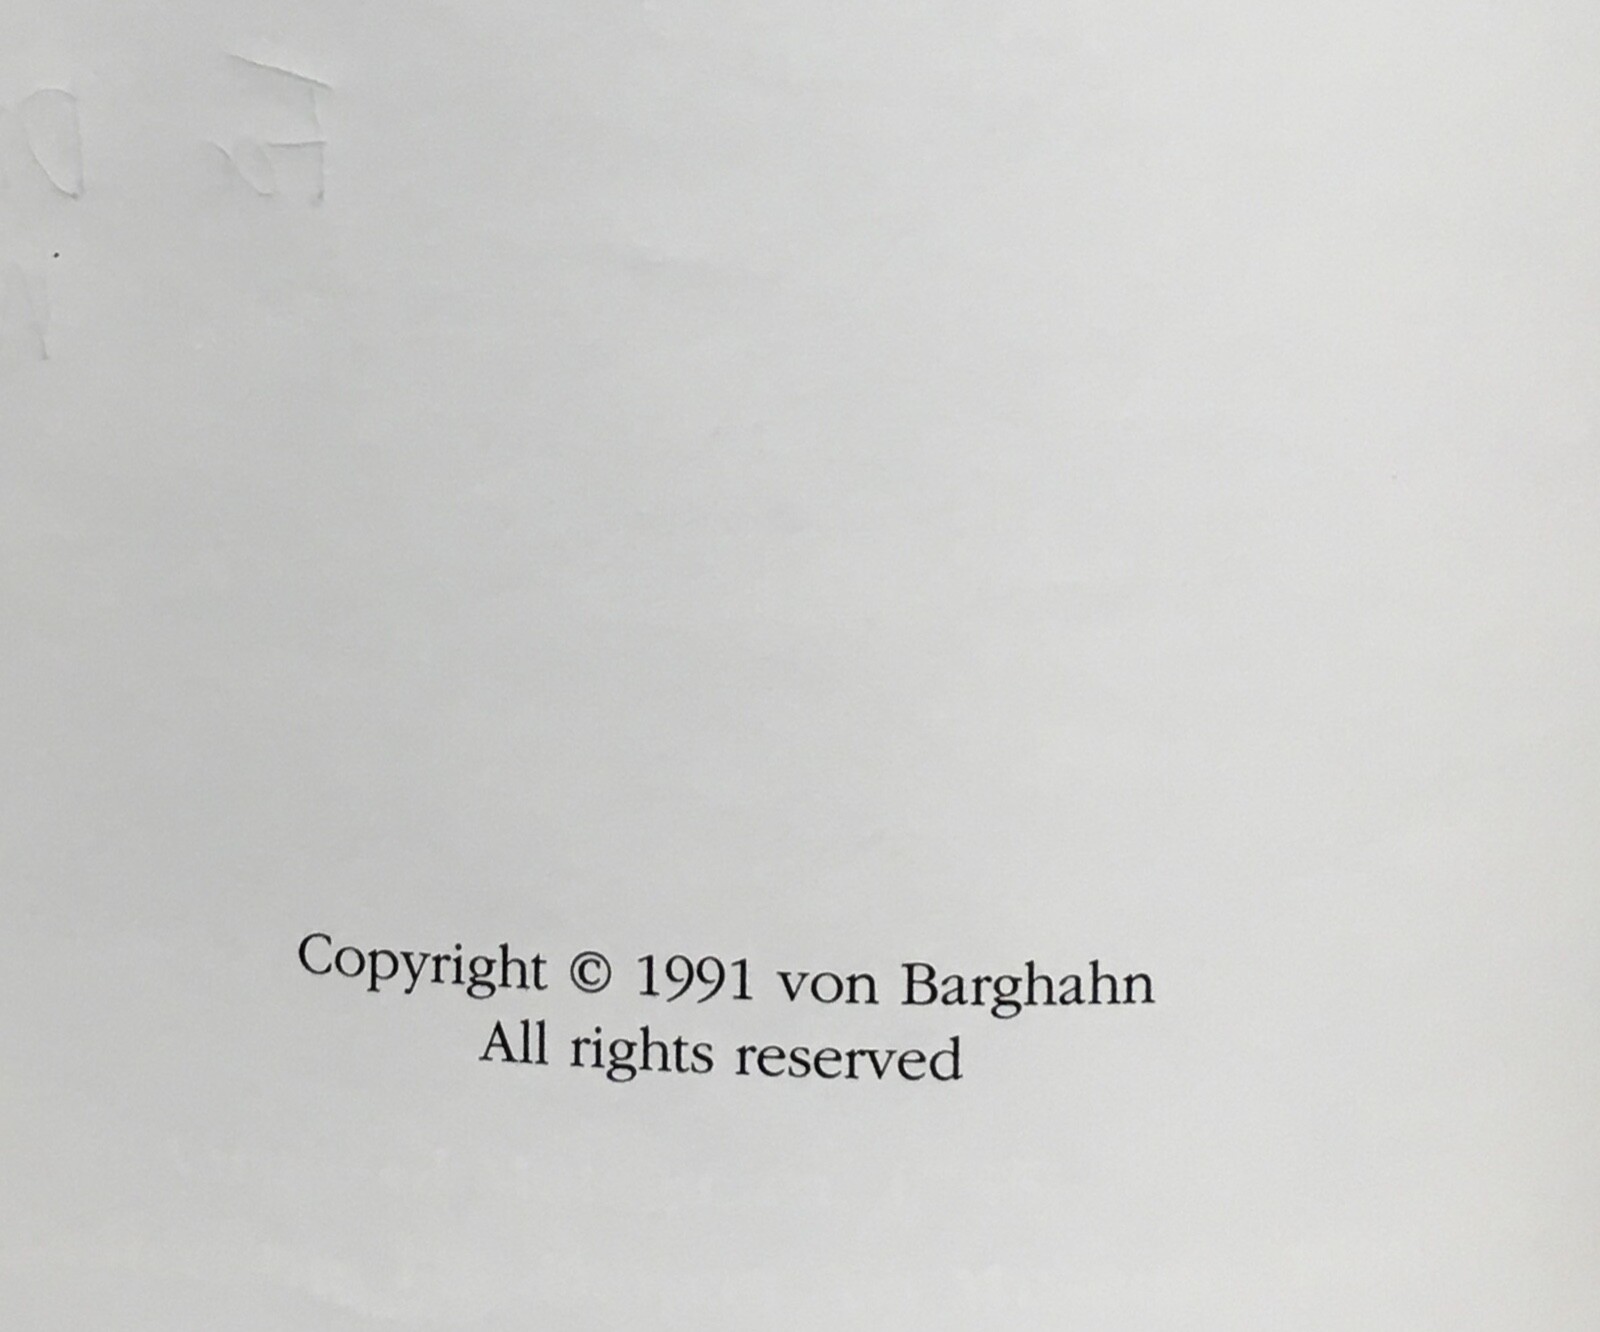 Copyright © 1991 von Barghahn
All rights reserved